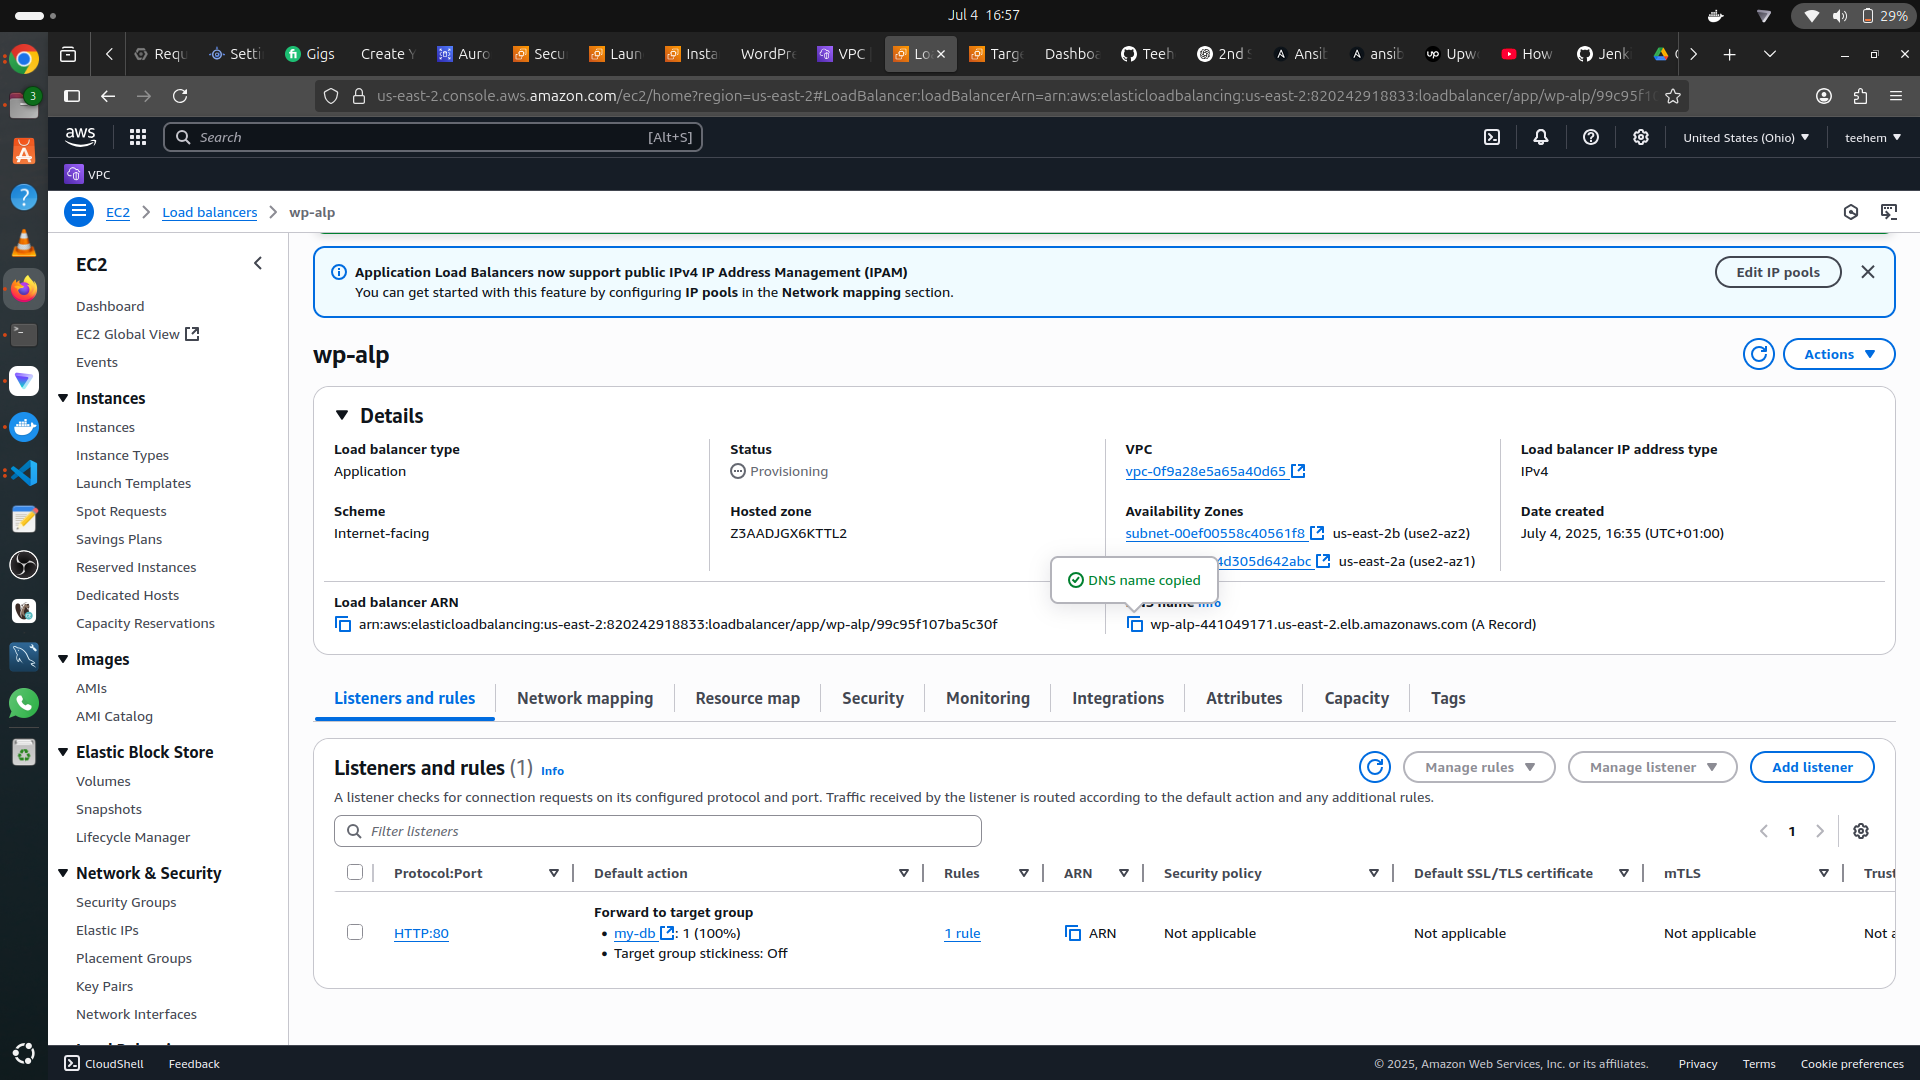 Jul 4 16:57
29%
Requ
Setti
Gigs
Create Y
Auro
Secu
Laun
Insta
WordPre
VPC |
Lo
Targe
Dashboa
Teeh
2nd S
Ansib
ansib
Upwo
How
Jenki
3
us-east-2.console.aws.amazon.com/ec2/home?region=us-east-2#LoadBalancer:loadBalancerArn=arn:aws:elasticloadbalancing:us-east-2:820242918833:loadbalancer/app/wp-alp/99c95f1
aws
Search
[Alt+S]
United States (Ohio)
teehem
VPC
EC2
Load balancers
wp-alp
EC2
Dashboard
EC2 Global View
Events
Instances
Instances
Instance Types
Launch Templates
Spot Requests
Savings Plans
Reserved Instances
Dedicated Hosts
Capacity Reservations
Images
AMIs
AMI Catalog
Elastic Block Store
Volumes
Snapshots
Lifecycle Manager
Network & Security
Security Groups
Elastic IPs
Placement Groups
Key Pairs
Network Interfaces
Application Load Balancers now support public IPv4 IP Address Management (IPAM)
You can get started with this feature by configuring IP pools in the Network mapping section.
Edit IP pools
wp-alp
Actions
Details
Load balancer type
Application
Status
Provisioning
VPC
vpc-0f9a28e5a65a40d65
Load balancer IP address type
IPv4
Scheme
Internet-facing
Hosted zone
Z3AADJGX6KTTL2
Availability Zones
subnet-00ef00558c40561f8 us-east-2b (use2-az2)
4d305d642abc us-east-2a (use2-az1)
Date created
July 4, 2025, 16:35 (UTC+01:00)
DNS name copied
Load balancer ARN
arn:aws:elasticloadbalancing:us-east-2:820242918833:loadbalancer/app/wp-alp/99c95f107ba5c30f
name Info
wp-alp-441049171.us-east-2.elb.amazonaws.com (A Record)
Listeners and rules
Network mapping
Resource map
Security
Monitoring
Integrations
Attributes
Capacity
Tags
Listeners and rules (1) Info
Manage rules
Manage listener
Add listener
A listener checks for connection requests on its configured protocol and port. Traffic received by the listener is routed according to the default action and any additional rules.
Filter listeners
1
Protocol:Port
Default action
Rules
ARN
Security policy
Default SSL/TLS certificate
mTLS
Trust
HTTP:80
Forward to target group
• my-db : 1 (100%)
• Target group stickiness: Off
1 rule
ARN
Not applicable
Not applicable
Not applicable
Not a
CloudShell
Feedback
© 2025, Amazon Web Services, Inc. or its affiliates.
Privacy
Terms
Cookie preferences